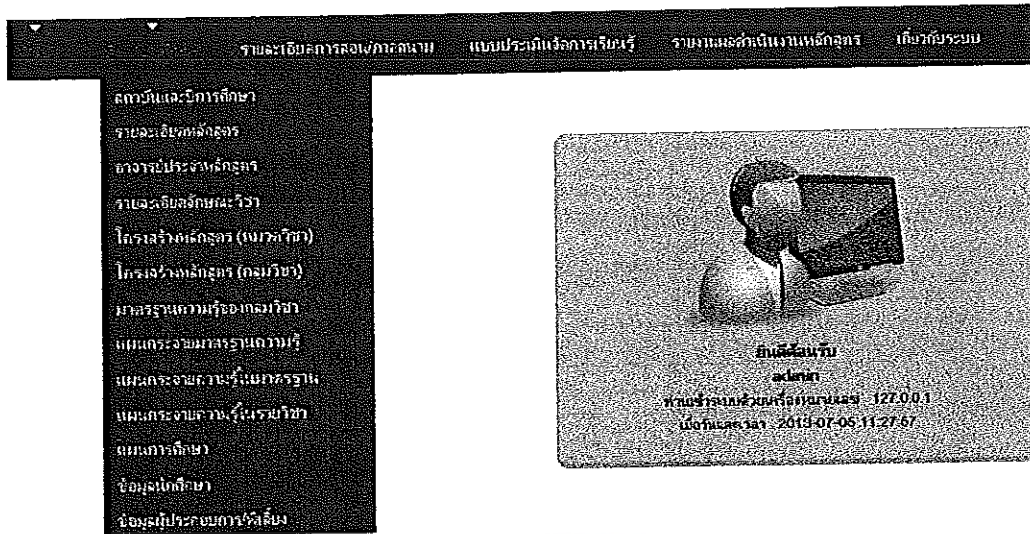 รายละเอียดการสอน/ภาคสนาม แบบประเมินจัดการเรียนรู้ รายงานผลดำเนินงานหลักสูตร เกี่ยวกับระบบ
สถาบันและปีการศึกษา
รายละเอียดหลักสูตร
อาจารย์ประจำหลักสูตร
รายละเอียดลักษณะวิชา
โครงสร้างหลักสูตร (หมวดวิชา)
โครงสร้างหลักสูตร (กลุ่มวิชา)
มาตรฐานความรู้ของกลุ่มวิชา
แผนกระจายมาตรฐานความรู้
แผนกระจายความรู้ในมาตรฐาน
แผนกระจายความรู้ในรายวิชา
แผนการศึกษา
ข้อมูลนักศึกษา
ข้อมูลผู้ประกอบการ/พี่เลี้ยง
ยินดีต้อนรับ
admin
ท่านเข้าระบบด้วยเครื่องหมายเลข : 127.0.0.1
เมื่อวันและเวลา : 2013-07-05 11:27:57